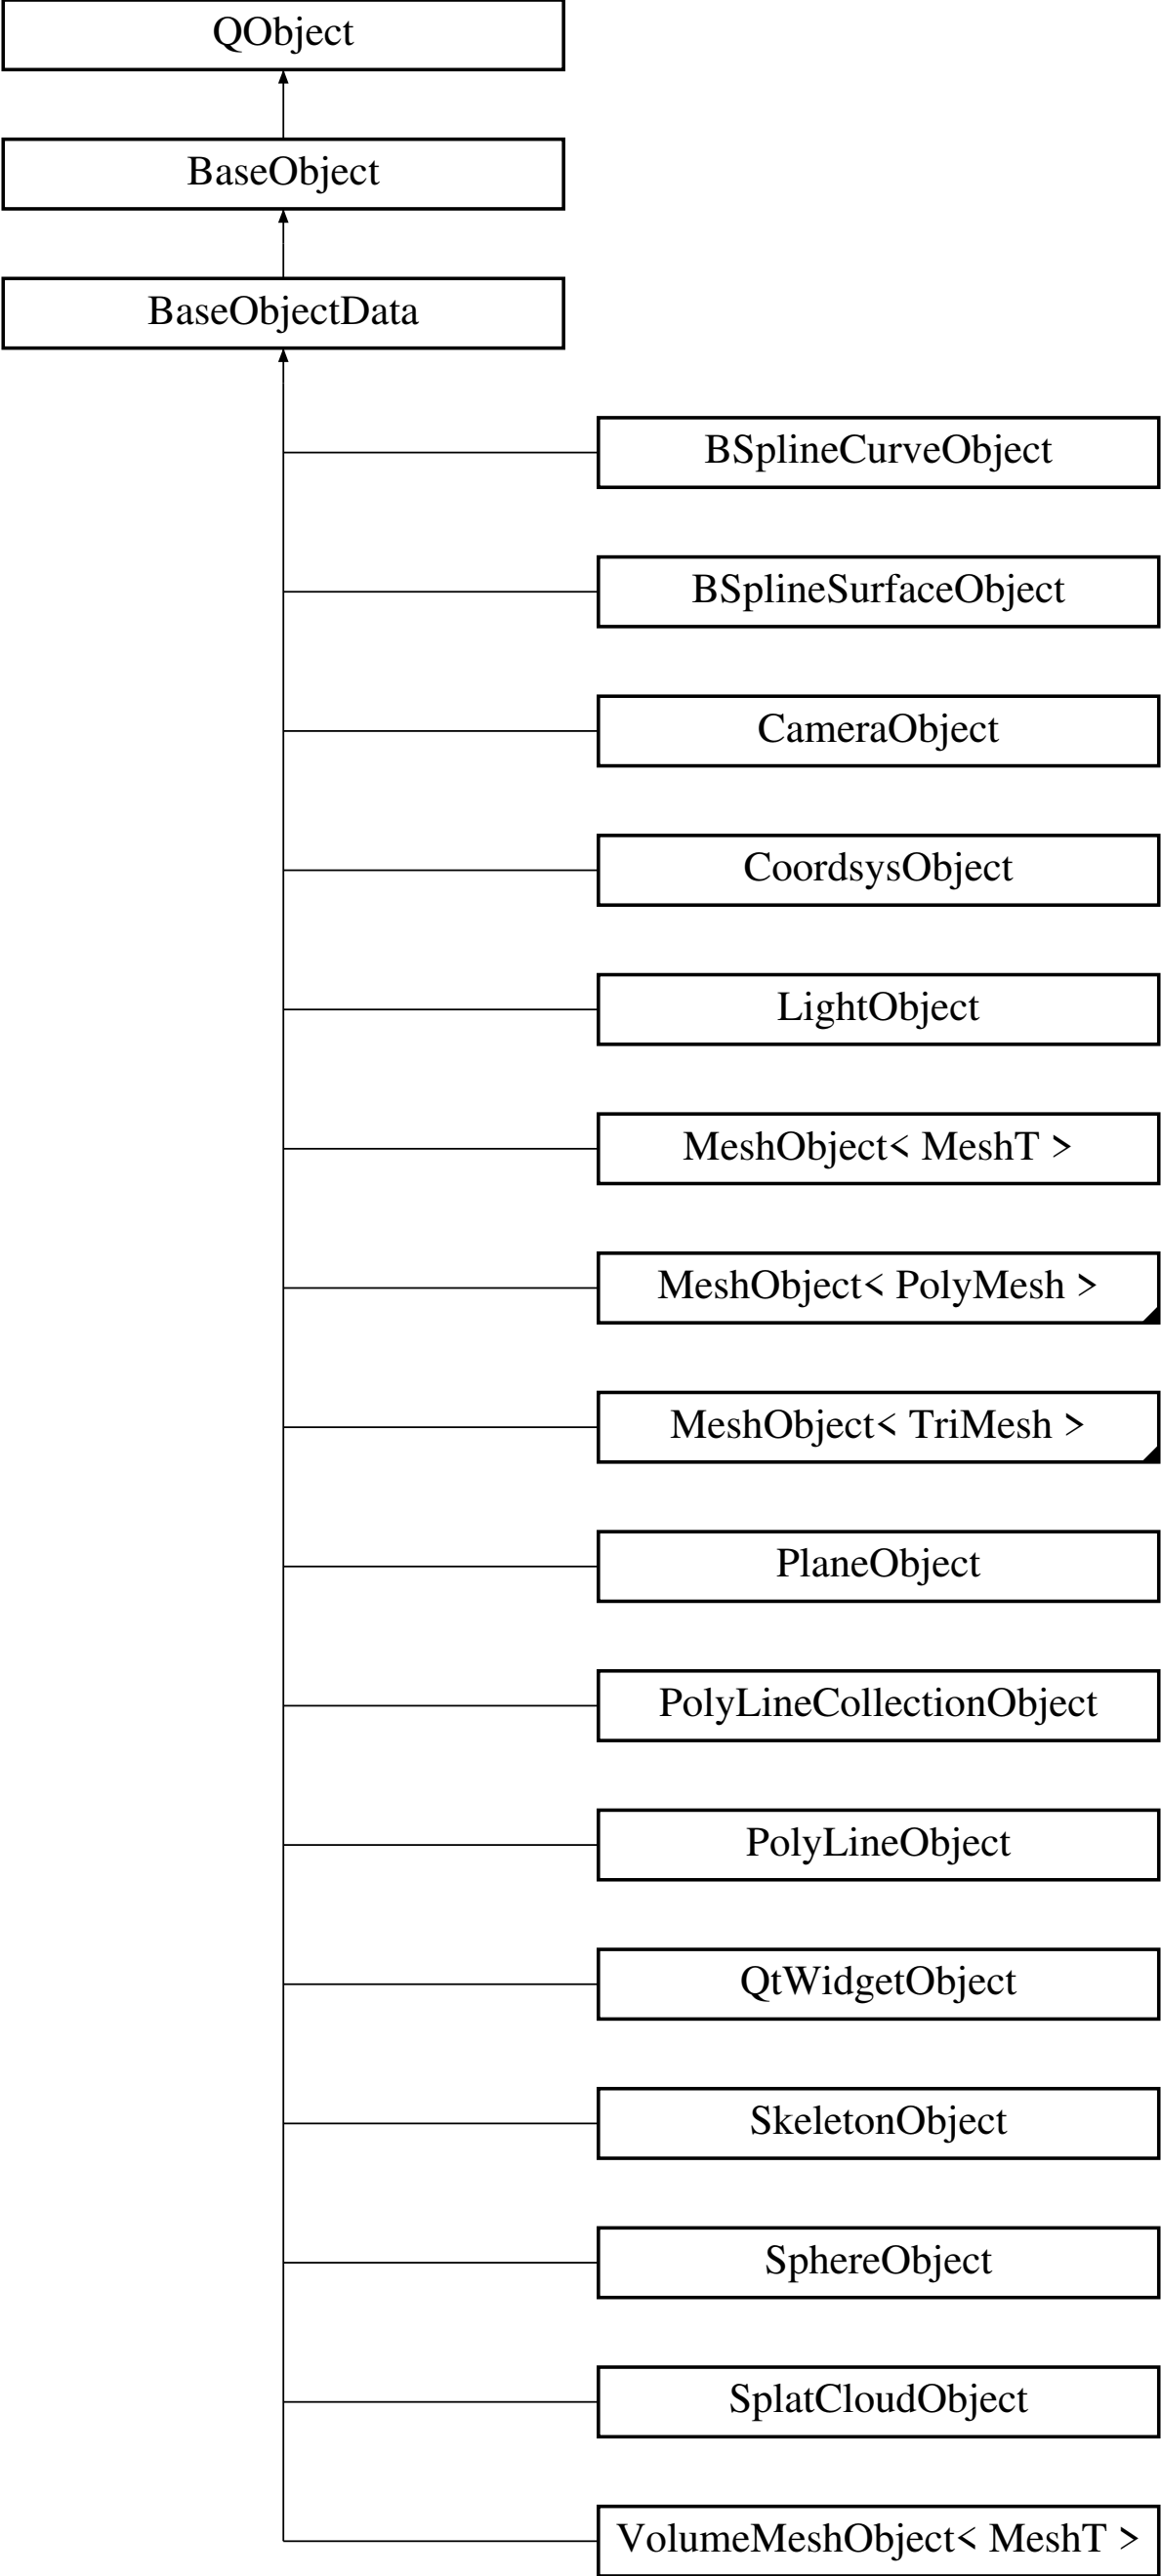 QObject
BaseObject
BaseObjectData
BSplineCurveObject
BSplineSurfaceObject
CameraObject
CoordsysObject
LightObject
MeshObject< MeshT >
MeshObject< PolyMesh >
MeshObject< TriMesh >
PlaneObject
PolyLineCollectionObject
PolyLineObject
QtWidgetObject
SkeletonObject
SphereObject
SplatCloudObject
VolumeMeshObject< MeshT >